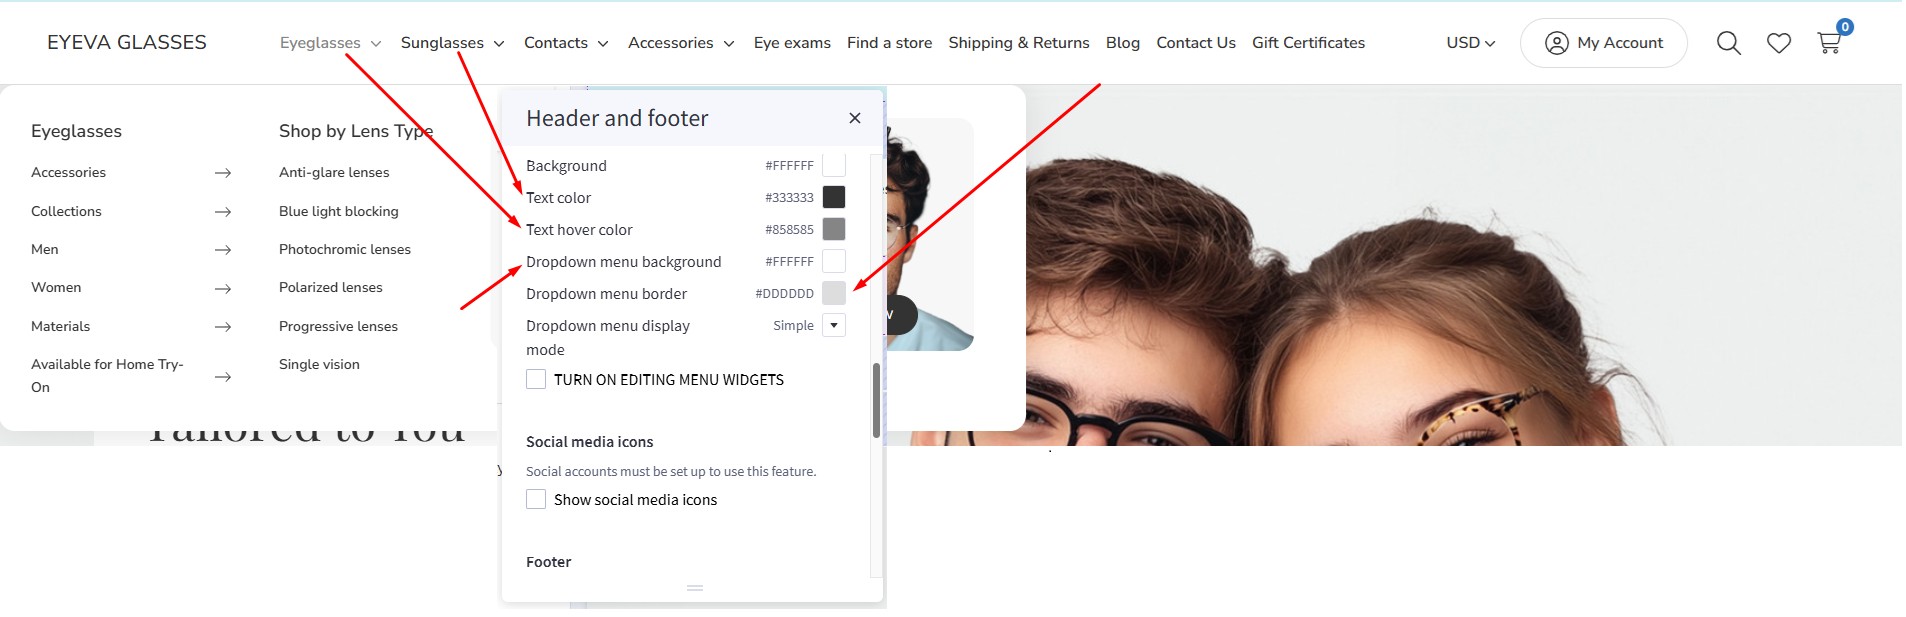 EYEVA GLASSES Eyeglasses Sunglasses Contacts Accessories Eye exams Find a store Shipping & Returns Blog Contact Us Gift Certificates USD My Account 0
Eyeglasses
Accessories
Collections
Men
Women
Materials
Available for Home Try-
On
Shop by Lens Type
Anti-glare lenses
Blue light blocking
Photochromic lenses
Polarized lenses
Progressive lenses
Single vision
Tailored to You
Header and footer
Background #FFFFFF
Text color #333333
Text hover color #858585
Dropdown menu background #FFFFFF
Dropdown menu border #DDDDDD
Dropdown menu display Simple
mode
TURN ON EDITING MENU WIDGETS
Social media icons
Social accounts must be set up to use this feature.
Show social media icons
Footer